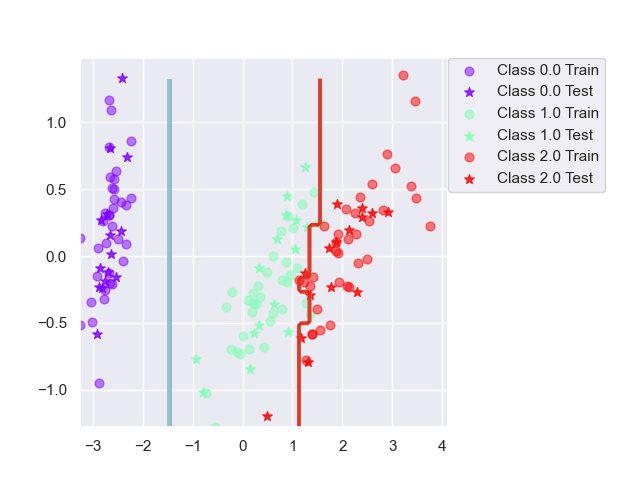 Class 0.0 Train
Class 0.0 Test
Class 1.0 Train
Class 1.0 Test
Class 2.0 Train
Class 2.0 Test
1.0
0.5
0.0
−0.5
−1.0
−3
−2
−1
0
1
2
3
4